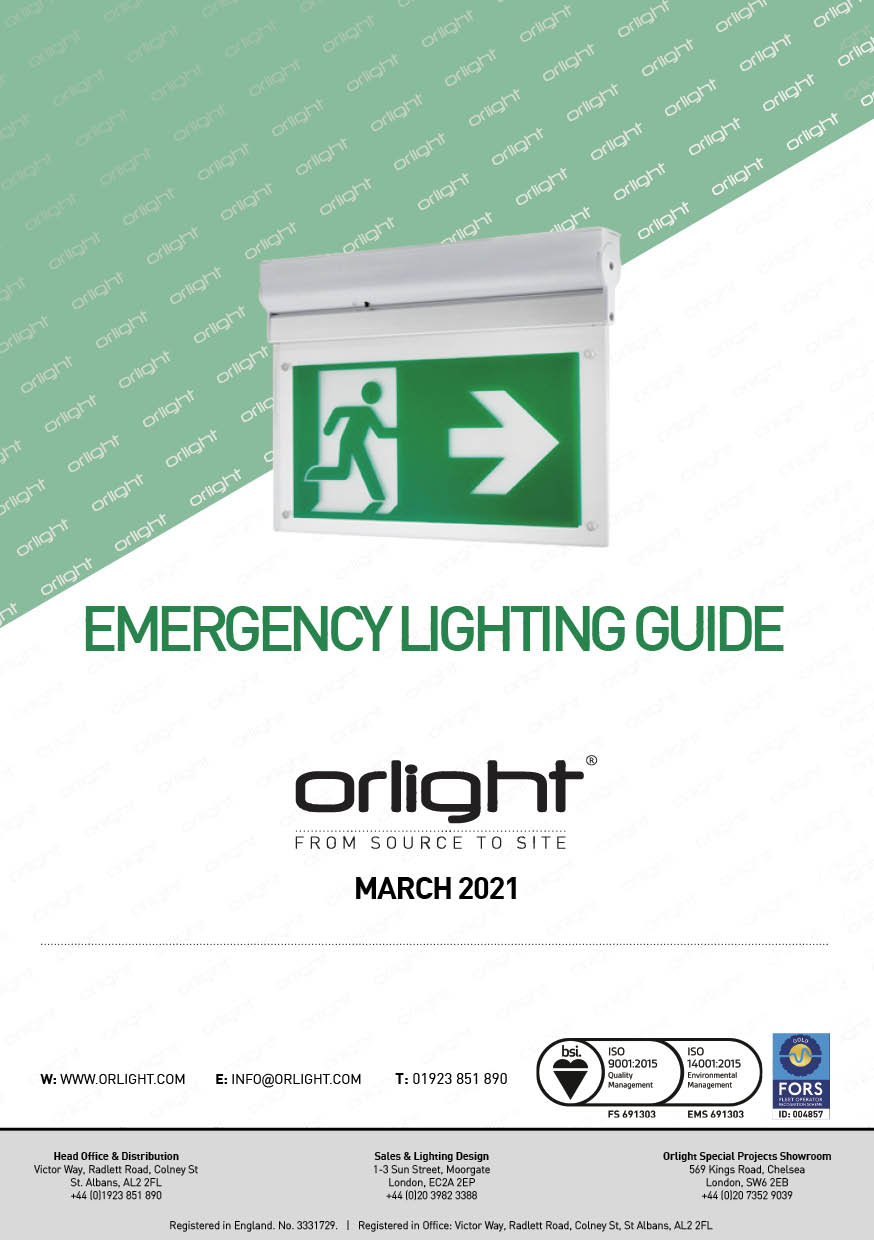 EMERGENCY LIGHTING GUIDE
orlight®
FROM SOURCE TO SITE
MARCH 2021
W: WWW.ORLIGHT.COM E: INFO@ORLIGHT.COM T: 01923 851 890
bsi.
ISO
9001:2015
Quality
Management
FS 691303
ISO
14001:2015
Environmental
Management
EMS 691303
GOLD
FORS
FLEET OPERATOR
RECOGNITION SCHEME
ID: 004857
Head Office & Distribution
Victor Way, Radlett Road, Colney St
St. Albans, AL2 2FL
+44 (0)1923 851 890
Sales & Lighting Design
1-3 Sun Street, Moorgate
London, EC2A 2EP
+44 (0)20 3982 3388
Orlight Special Projects Showroom
569 Kings Road, Chelsea
London, SW6 2EB
+44 (0)20 7352 9039
Registered in England. No. 3331729. | Registered in Office: Victor Way, Radlett Road, Colney St, St Albans, AL2 2FL